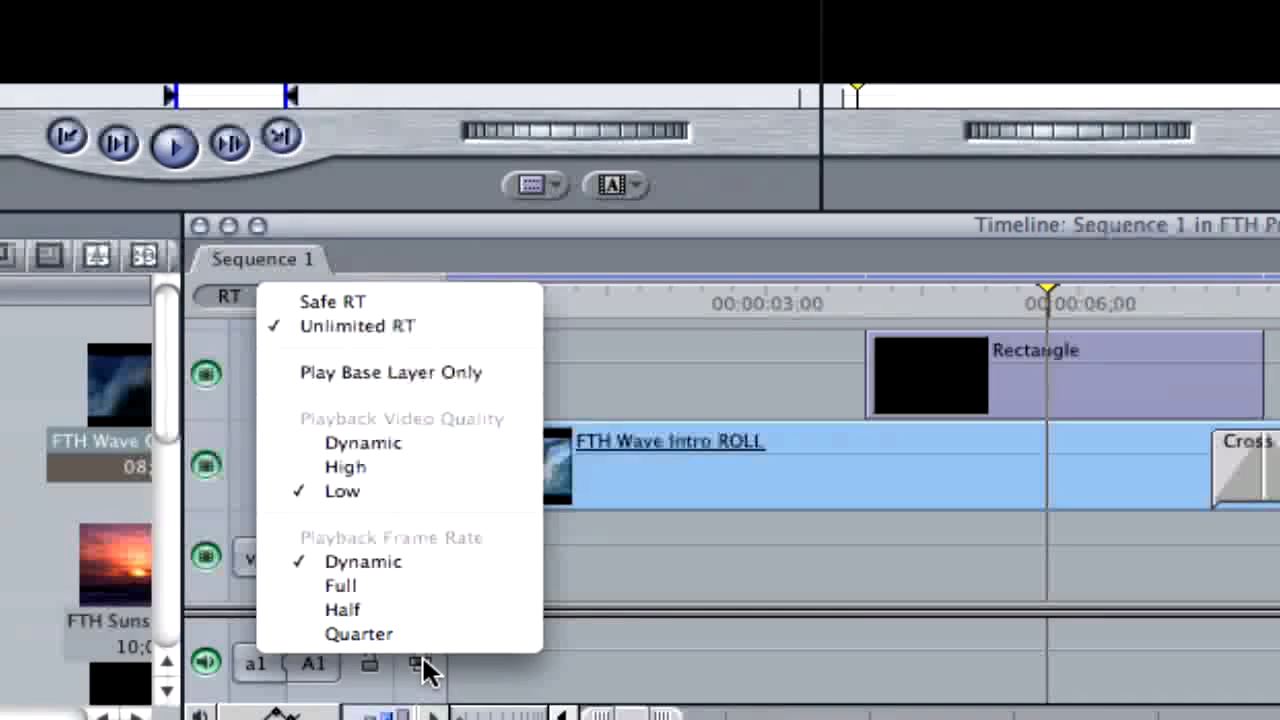 Timeline: Sequence 1 in FTH P
Sequence 1
RT
Safe RT
✓ Unlimited RT
00:00:03;00
00:00:06;00
Play Base Layer Only
Rectangle
Playback Video Quality
Dynamic
High
✓ Low
FTH Wave
08;
FTH Wave Intro ROLL
Cross
Playback Frame Rate
✓ Dynamic
Full
Half
Quarter
v
FTH Suns
10;0
a1
A1